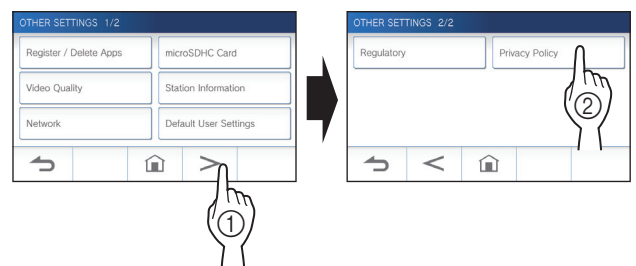 OTHER SETTINGS 1/2
Register / Delete Apps
microSDHC Card
Video Quality
Station Information
Network
Default User Settings
1
OTHER SETTINGS 2/2
Regulatory
Privacy Policy
2